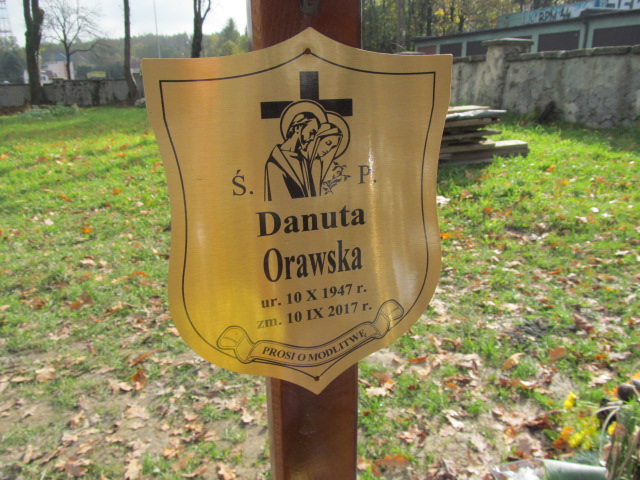 Ś. P.
Danuta
Orawska
ur. 10 X 1947 r.
zm. 10 IX 2017 r.
PROSI O MODLITWĘ